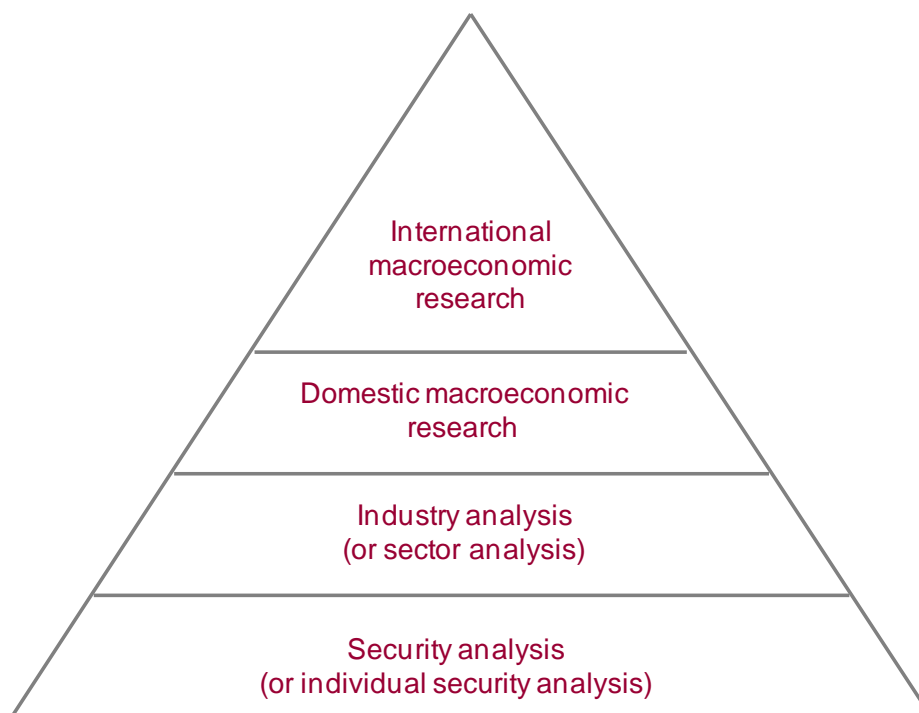 International
macroeconomic
research
Domestic macroeconomic
research
Industry analysis
(or sector analysis)
Security analysis
(or individual security analysis)